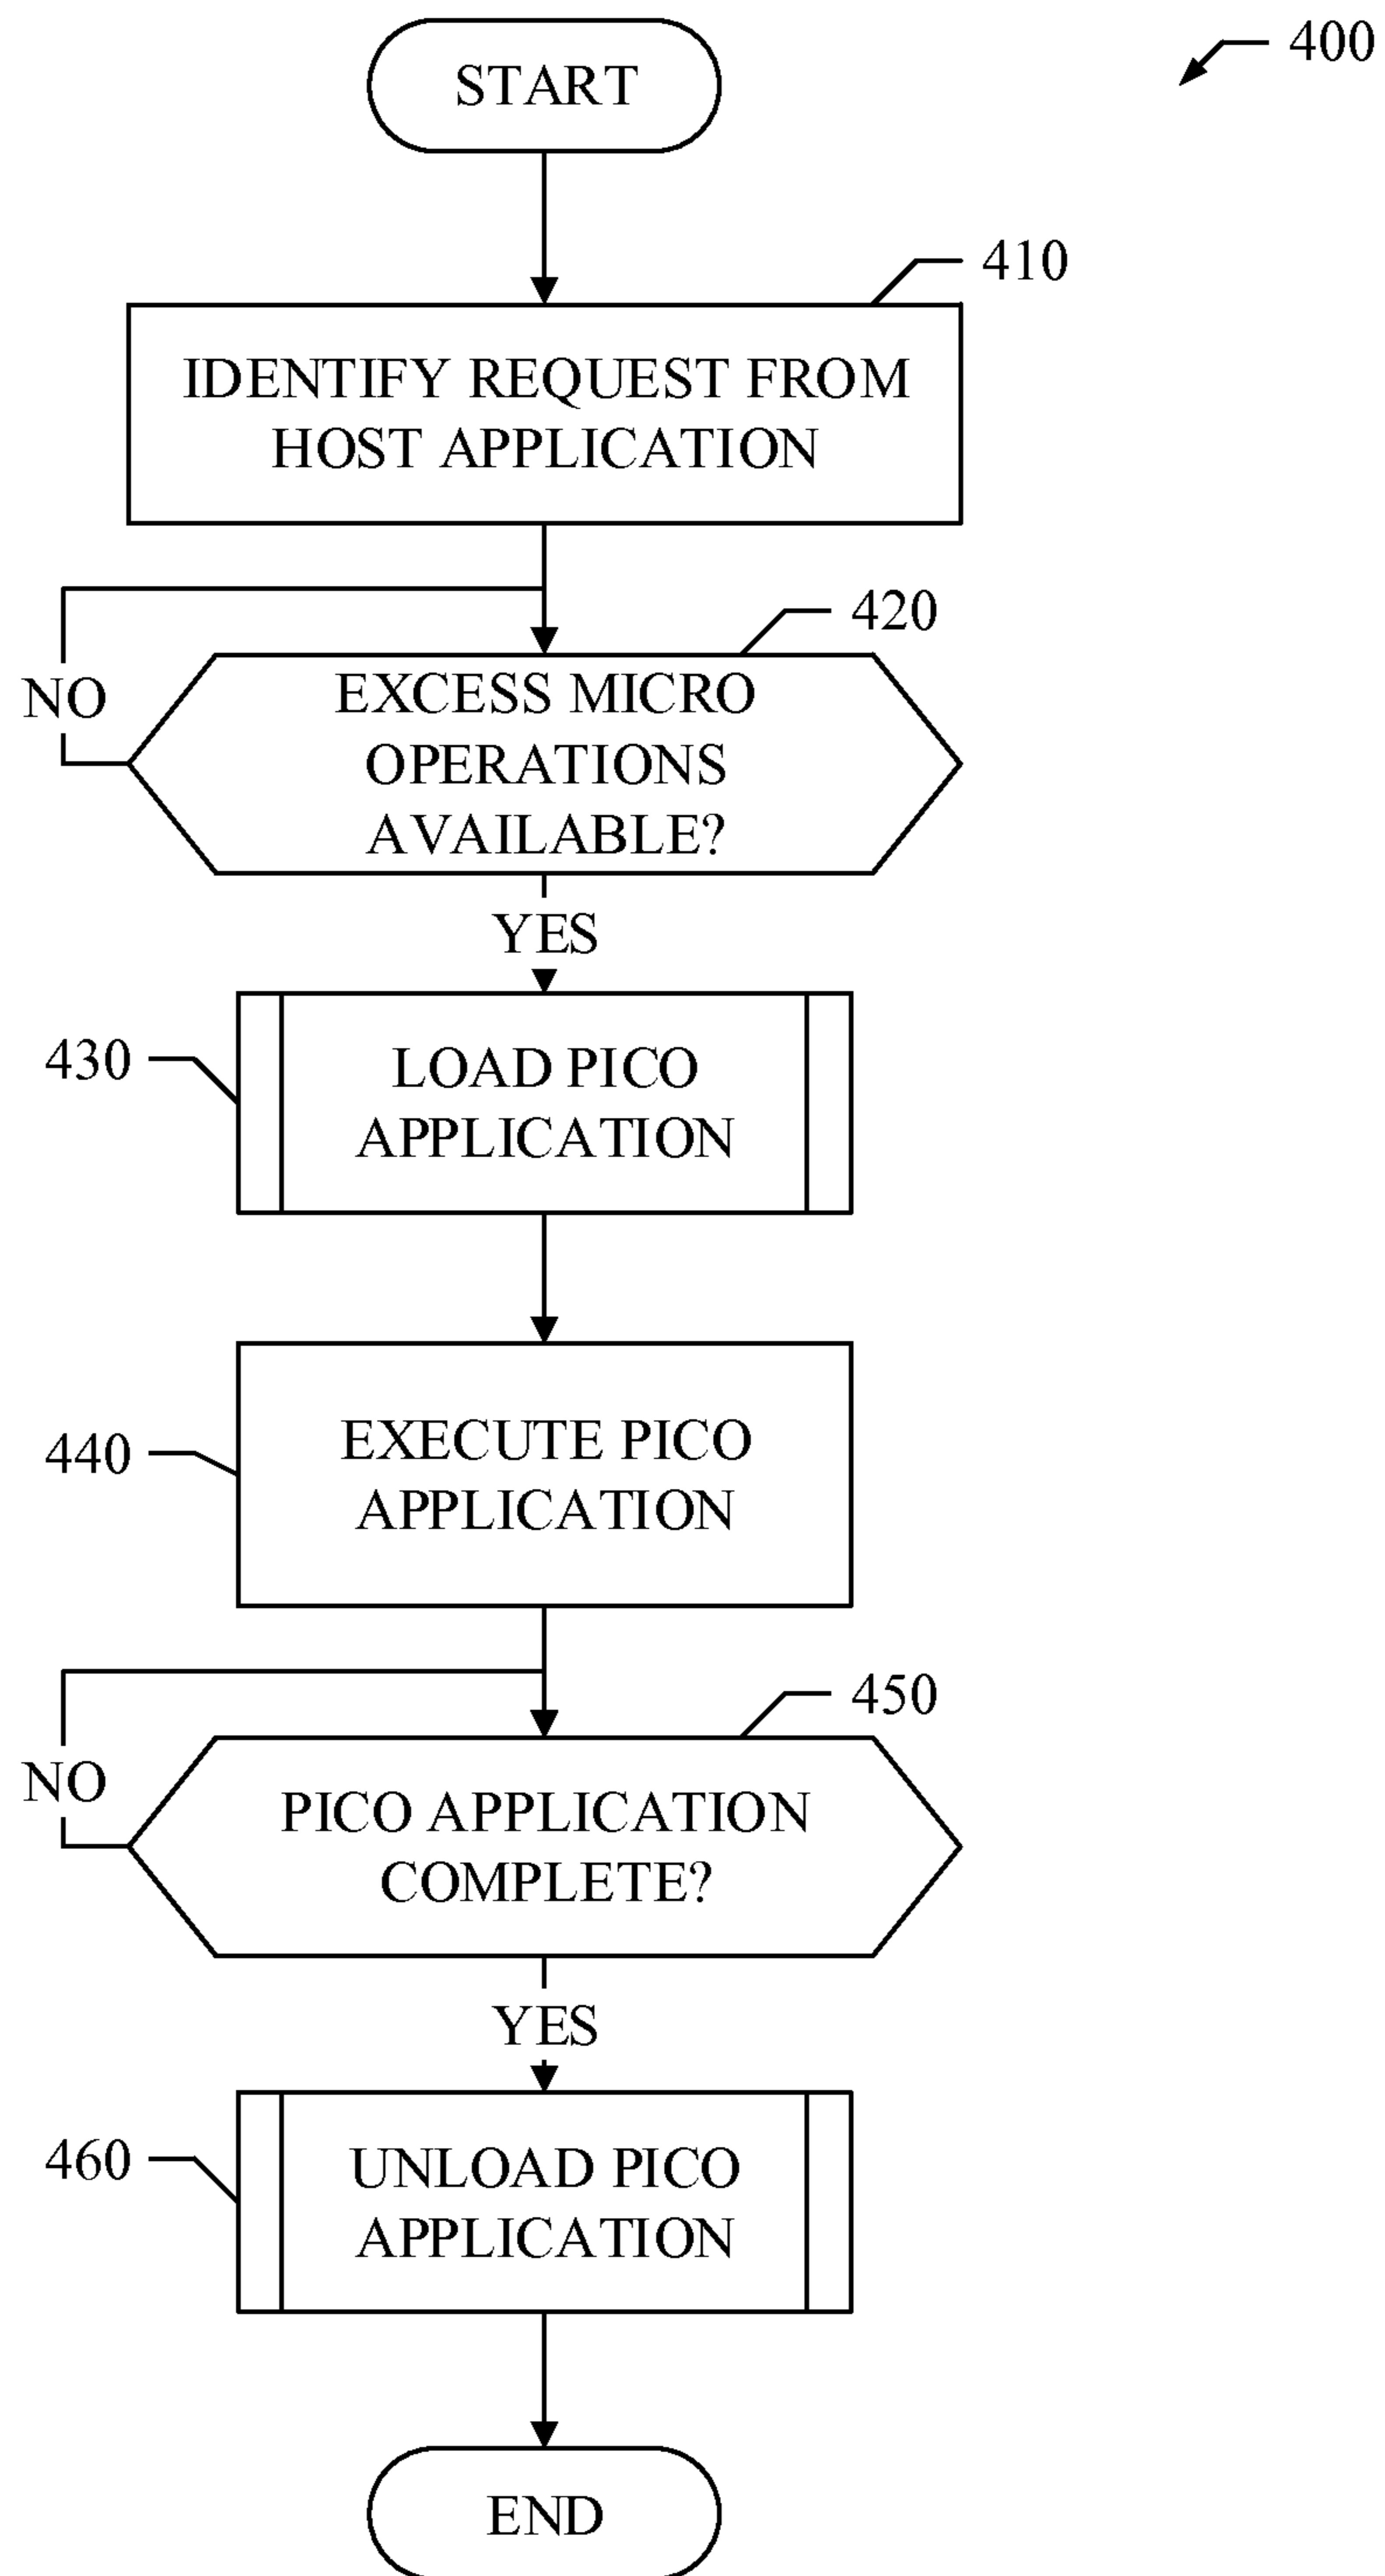 400
START
410
IDENTIFY REQUEST FROM
HOST APPLICATION
420
NO
EXCESS MICRO
OPERATIONS
AVAILABLE?
YES
430
LOAD PICO
APPLICATION
440
EXECUTE PICO
APPLICATION
450
NO
PICO APPLICATION
COMPLETE?
YES
460
UNLOAD PICO
APPLICATION
END